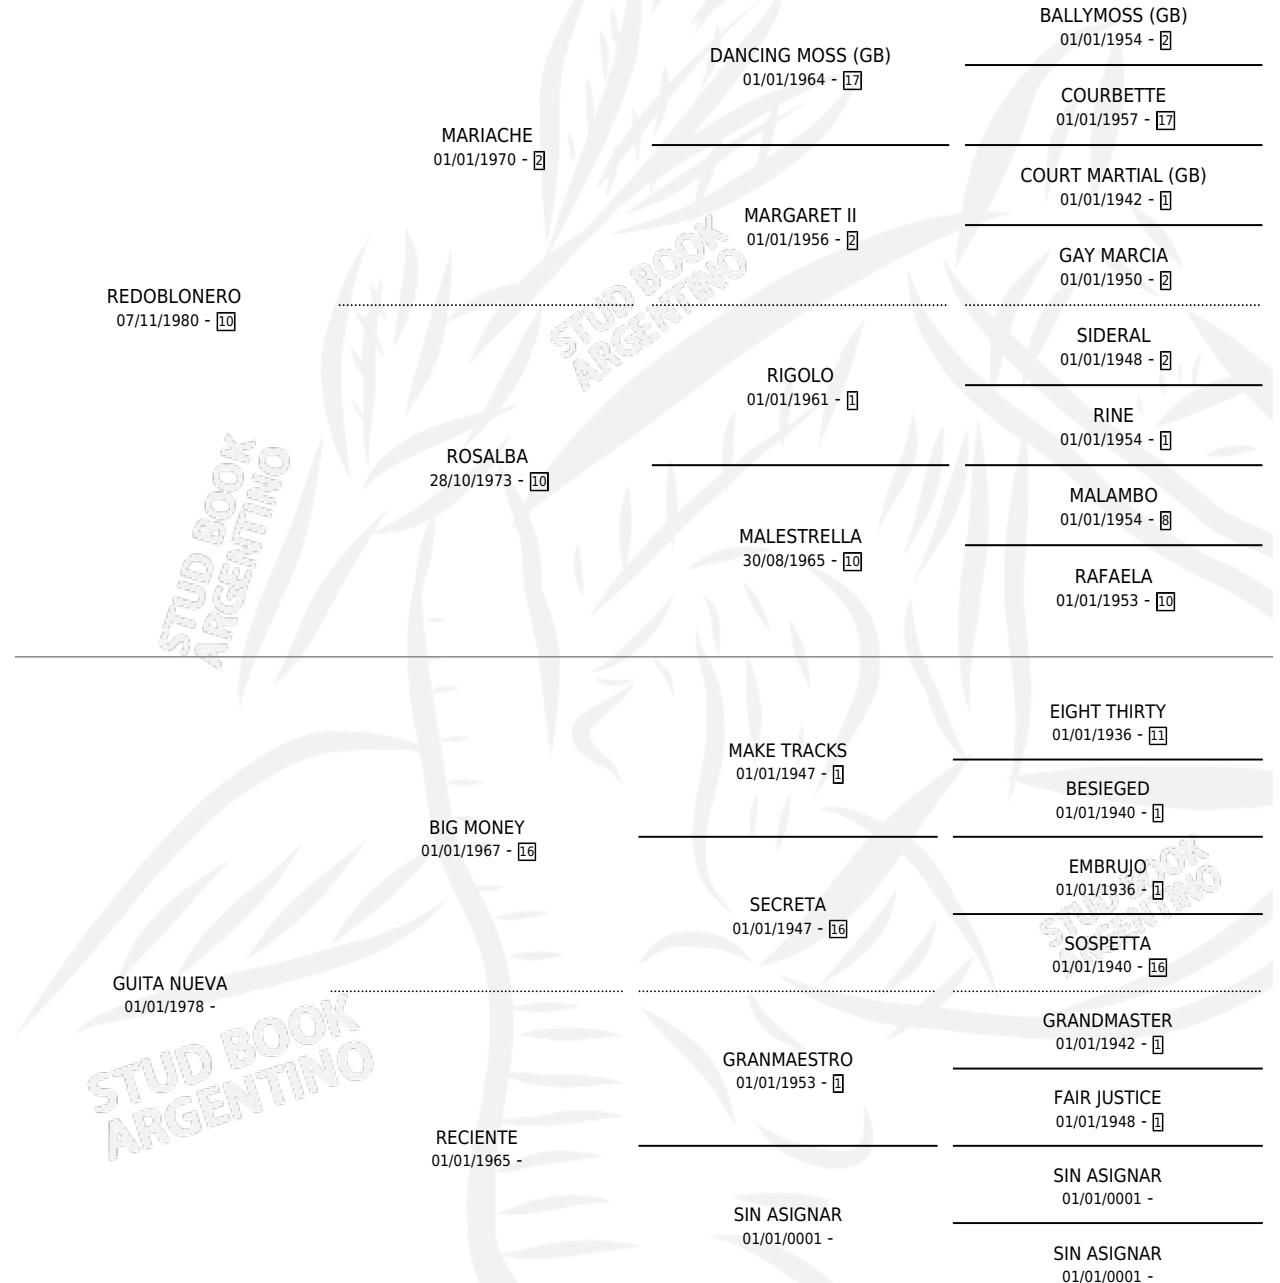 BALLYMOSS (GB)
01/01/1954 - 2
DANCING MOSS (GB)
01/01/1964 - 17
COURBETTE
01/01/1957 - 17
MARIACHE
01/01/1970 - 2
COURT MARTIAL (GB)
01/01/1942 - 1
MARGARET II
01/01/1956 - 2
GAY MARCIA
01/01/1950 - 2
REDOBLONERO
07/11/1980 - 10
SIDERAL
01/01/1948 - 2
RIGOLO
01/01/1961 - 1
RINE
01/01/1954 - 1
ROSALBA
28/10/1973 - 10
MALAMBO
01/01/1954 - 8
MALESTRELLA
30/08/1965 - 10
RAFAELA
01/01/1953 - 10
EIGHT THIRTY
01/01/1936 - 11
MAKE TRACKS
01/01/1947 - 1
BESIEGED
01/01/1940 - 1
BIG MONEY
01/01/1967 - 16
EMBRUJO
01/01/1936 - 1
SECRETA
01/01/1947 - 16
SOSPETTA
01/01/1940 - 16
GUITA NUEVA
01/01/1978 -
GRANDMASTER
01/01/1942 - 1
GRANMAESTRO
01/01/1953 - 1
FAIR JUSTICE
01/01/1948 - 1
RECIENTE
01/01/1965 -
SIN ASIGNAR
01/01/0001 -
SIN ASIGNAR
01/01/0001 -
SIN ASIGNAR
01/01/0001 -
STUD BOOK
ARGENTINO
STUD BOOK
ARGENTINO
STUD BOOK
ARGENTINO
STUD BOOK
ARGENTINO